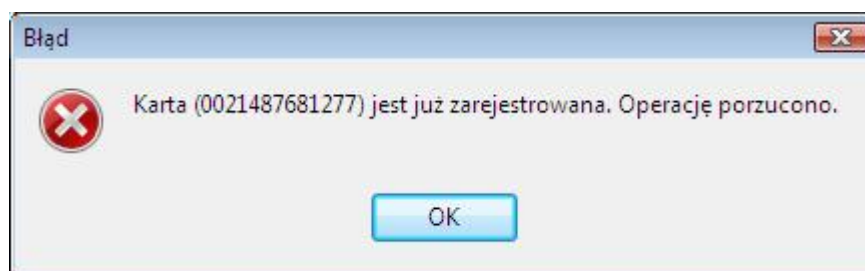 Błąd
Karta (0021487681277) jest już zarejestrowana. Operację porzucono.
OK